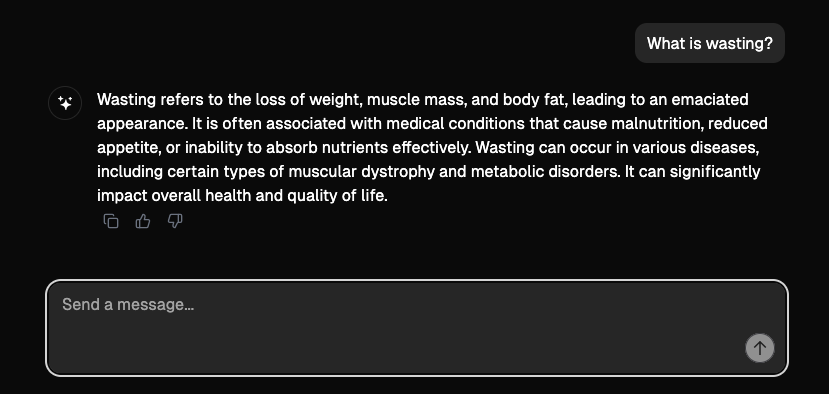 What is wasting?
Wasting refers to the loss of weight, muscle mass, and body fat, leading to an emaciated
appearance. It is often associated with medical conditions that cause malnutrition, reduced
appetite, or inability to absorb nutrients effectively. Wasting can occur in various diseases,
including certain types of muscular dystrophy and metabolic disorders. It can significantly
impact overall health and quality of life.
Send a message...